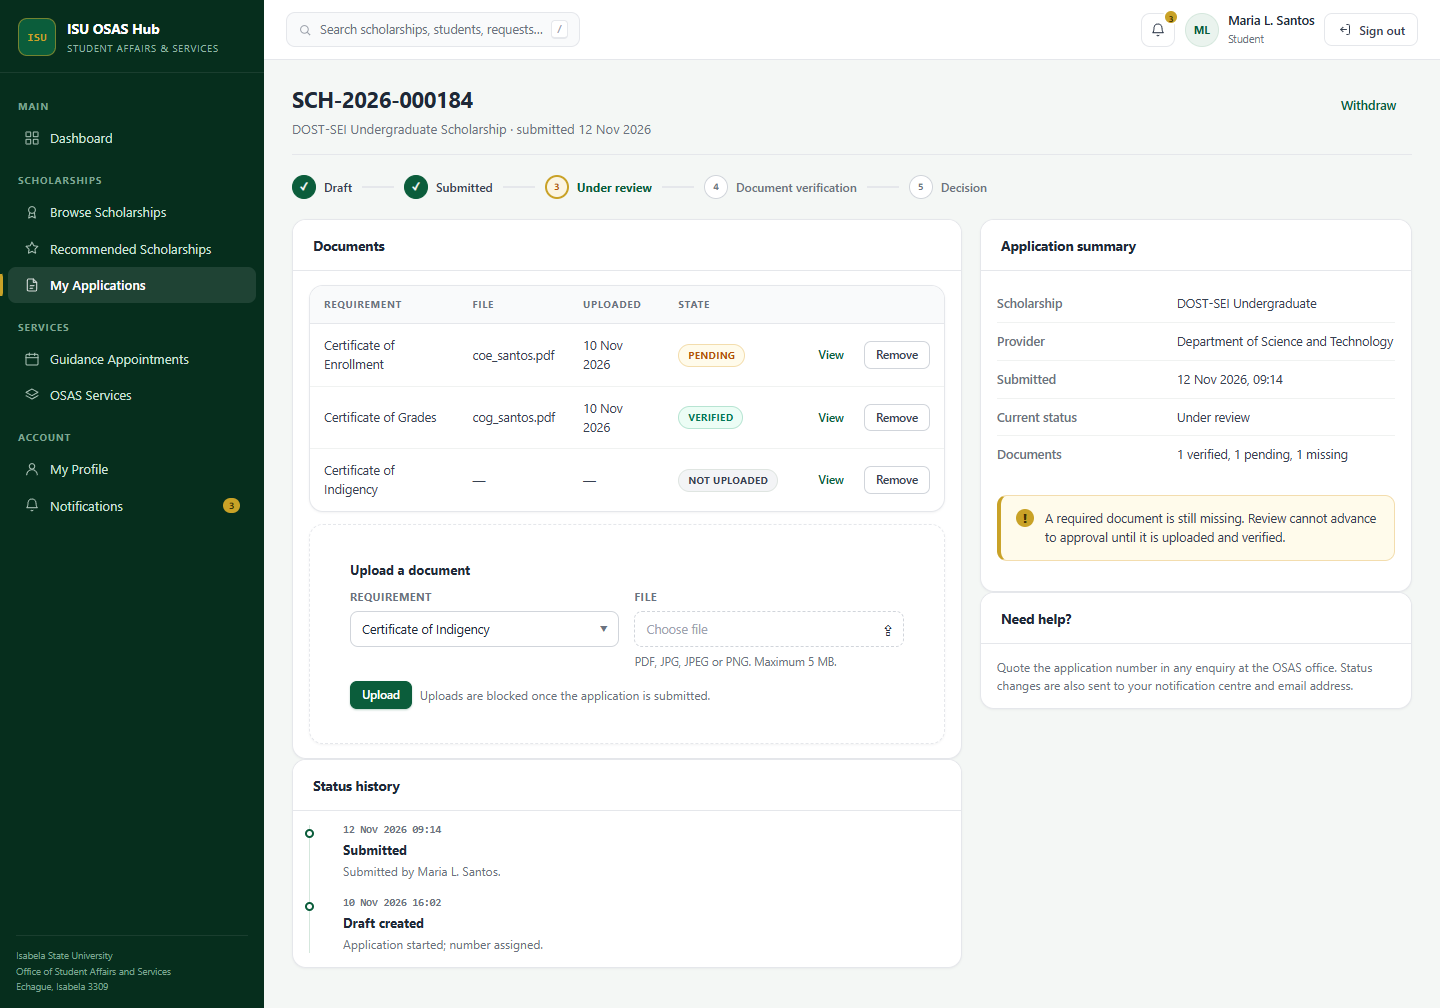 ISU
ISU OSAS Hub
STUDENT AFFAIRS & SERVICES
MAIN
Dashboard
SCHOLARSHIPS
Browse Scholarships
Recommended Scholarships
My Applications
SERVICES
Guidance Appointments
OSAS Services
ACCOUNT
My Profile
Notifications
3
Isabela State University
Office of Student Affairs and Services
Echague, Isabela 3309
Search scholarships, students, requests...
/
3
ML
Maria L. Santos
Student
Sign out
SCH-2026-000184
DOST-SEI Undergraduate Scholarship · submitted 12 Nov 2026
Withdraw
✓ Draft
✓ Submitted
3 Under review
4 Document verification
5 Decision
Documents
REQUIREMENT FILE UPLOADED STATE
Certificate of
Enrollment
coe_santos.pdf
10 Nov
2026
PENDING
View
Remove
Certificate of Grades
cog_santos.pdf
10 Nov
2026
VERIFIED
View
Remove
Certificate of
Indigency
—
—
NOT UPLOADED
View
Remove
Upload a document
REQUIREMENT
Certificate of Indigency
FILE
Choose file
PDF, JPG, JPEG or PNG. Maximum 5 MB.
Upload
Uploads are blocked once the application is submitted.
Status history
12 Nov 2026 09:14
Submitted
Submitted by Maria L. Santos.
10 Nov 2026 16:02
Draft created
Application started; number assigned.
Application summary
Scholarship DOST-SEI Undergraduate
Provider Department of Science and Technology
Submitted 12 Nov 2026, 09:14
Current status Under review
Documents 1 verified, 1 pending, 1 missing
!
A required document is still missing. Review cannot advance
to approval until it is uploaded and verified.
Need help?
Quote the application number in any enquiry at the OSAS office. Status
changes are also sent to your notification centre and email address.